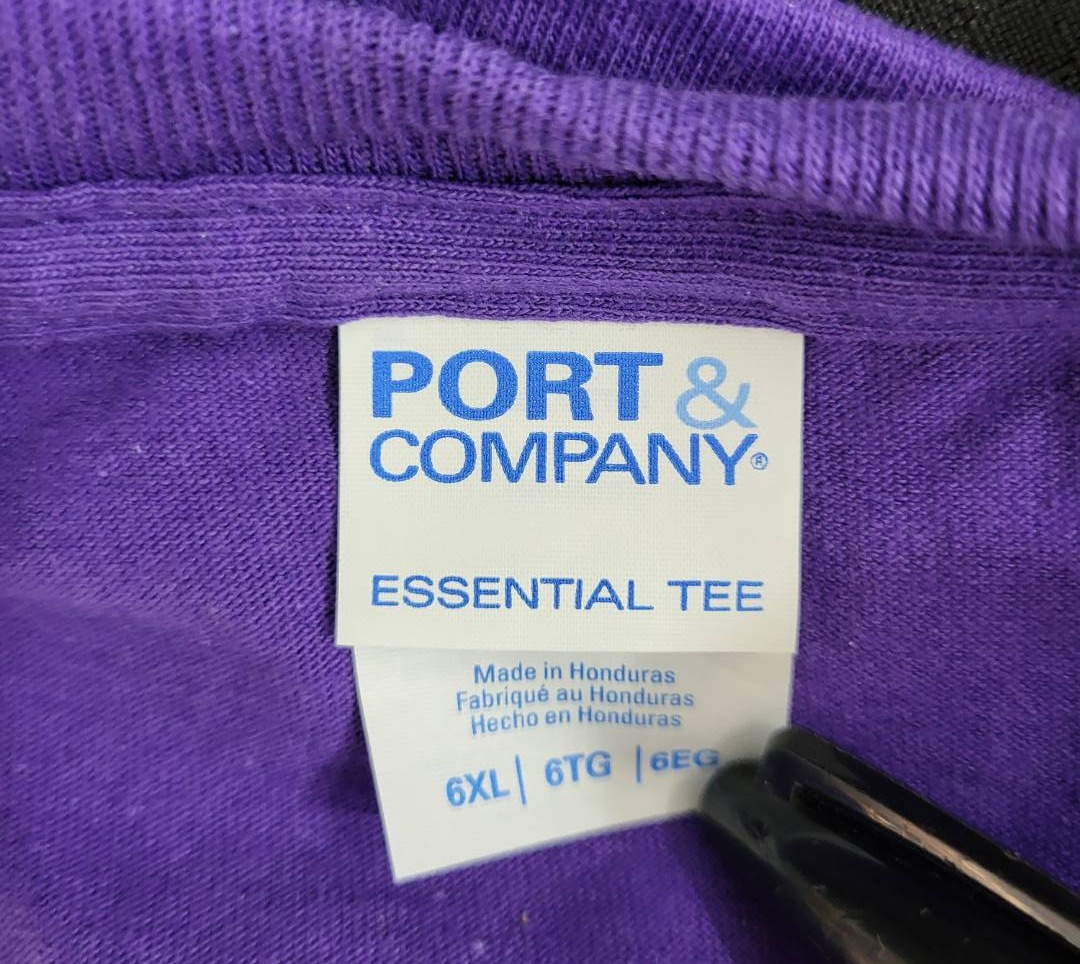 PORT &
COMPANY®
ESSENTIAL TEE
Made in Honduras
Fabriqué au Honduras
Hecho en Honduras
6XL | 6TG | 6EG